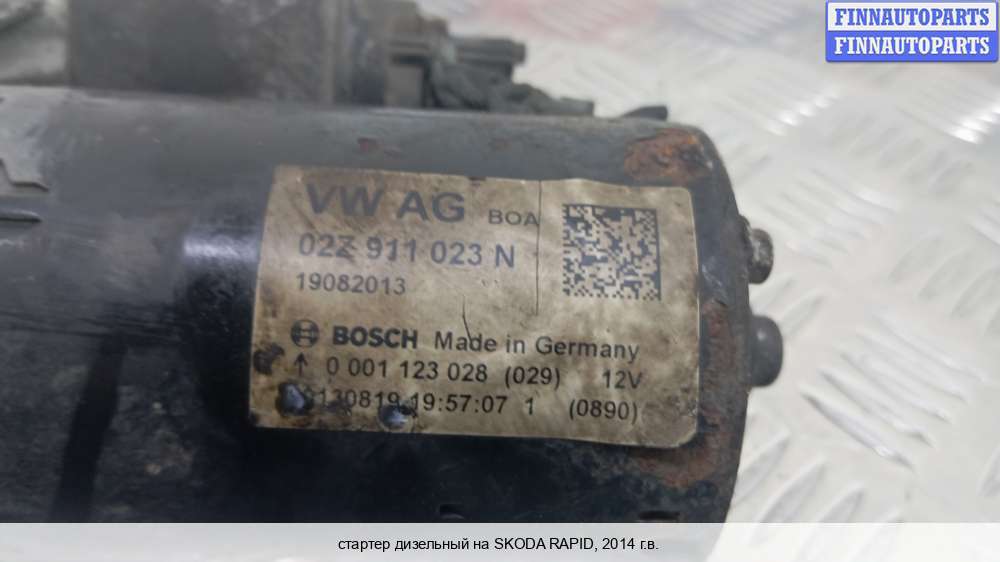 FINNAUTOPARTS
FINNAUTOPARTS
VW AG BOA
02Z 911 023 N
19082013
BOSCH Made in Germany
↑ 0 001 123 028 (029) 12V
130819 19:57:07 1 (0890)
стартер дизельный на SKODA RAPID, 2014 г.в.